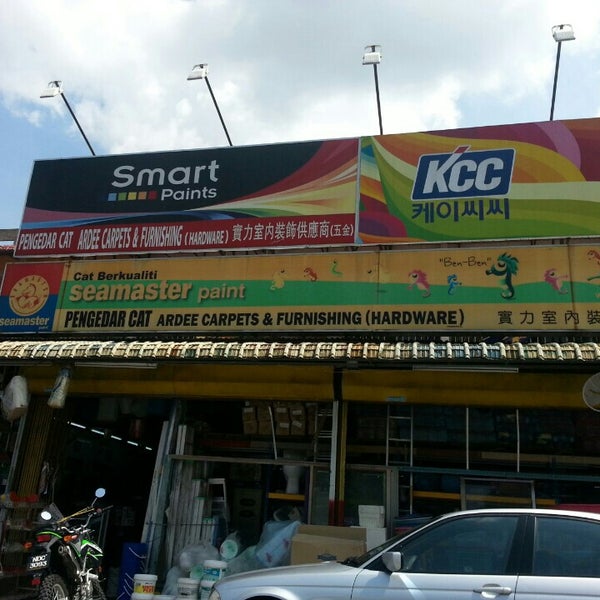 Smart
Paints
KCC
케이씨씨
PENGEDAR CAT ARDEE CARPETS & FURNISHING (HARDWARE) 實力室内裝飾供應商(五金)
Cat Berkualiti
seamaster paint
"Ben-Ben"
seamaster
PENGEDAR CAT ARDEE CARPETS & FURNISHING (HARDWARE) 實力室內裝
3093